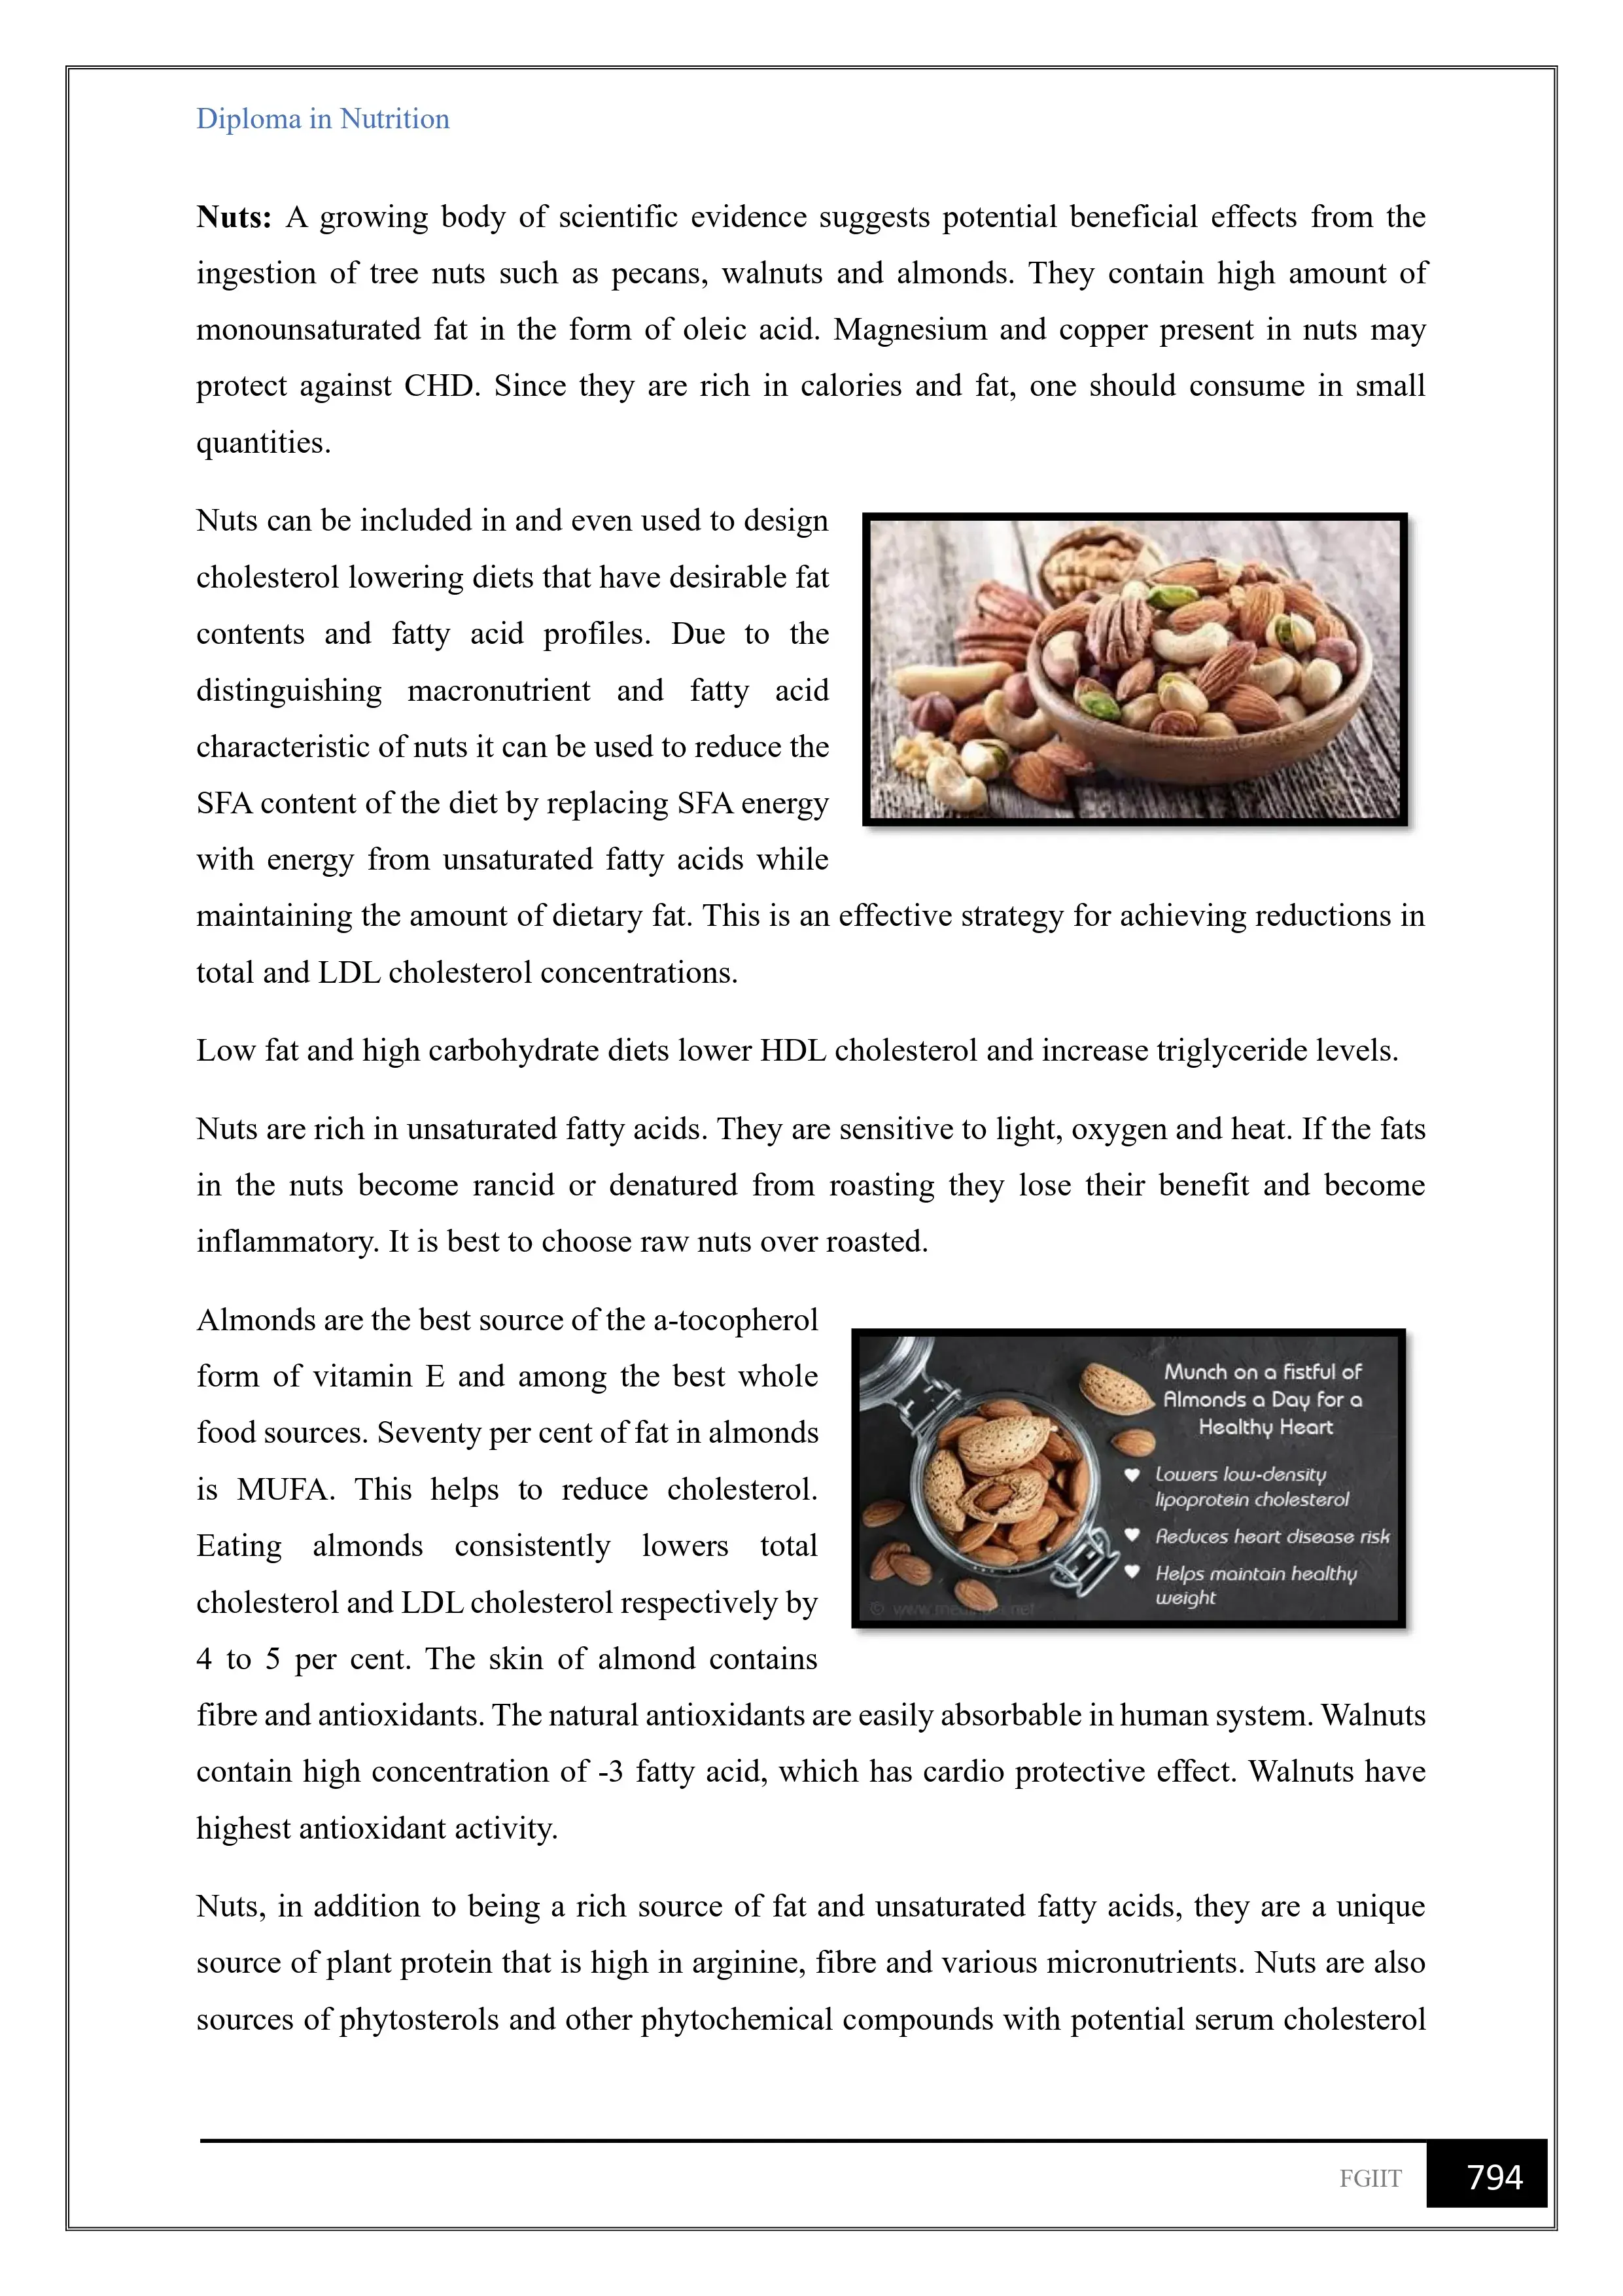 Diploma in Nutrition
Nuts: A growing body of scientific evidence suggests potential beneficial effects from the
ingestion of tree nuts such as pecans, walnuts and almonds. They contain high amount of
monounsaturated fat in the form of oleic acid. Magnesium and copper present in nuts may
protect against CHD. Since they are rich in calories and fat, one should consume in small
quantities.
Nuts can be included in and even used to design
cholesterol lowering diets that have desirable fat
contents and fatty acid profiles. Due to the
distinguishing macronutrient and fatty acid
characteristic of nuts it can be used to reduce the
SFA content of the diet by replacing SFA energy
with energy from unsaturated fatty acids while
maintaining the amount of dietary fat. This is an effective strategy for achieving reductions in
total and LDL cholesterol concentrations.
Low fat and high carbohydrate diets lower HDL cholesterol and increase triglyceride levels.
Nuts are rich in unsaturated fatty acids. They are sensitive to light, oxygen and heat. If the fats
in the nuts become rancid or denatured from roasting they lose their benefit and become
inflammatory. It is best to choose raw nuts over roasted.
Almonds are the best source of the a-tocopherol
form of vitamin E and among the best whole
food sources. Seventy per cent of fat in almonds
is MUFA. This helps to reduce cholesterol.
Eating almonds consistently lowers total
cholesterol and LDL cholesterol respectively by
4 to 5 per cent. The skin of almond contains
fibre and antioxidants. The natural antioxidants are easily absorbable in human system. Walnuts
contain high concentration of -3 fatty acid, which has cardio protective effect. Walnuts have
highest antioxidant activity.
Munch on a fistful of
Almonds a Day for a
Healthy Heart
Lowers low-density
lipoprotein cholesterol
Reduces heart disease risk
Helps maintain healthy
weight
Nuts, in addition to being a rich source of fat and unsaturated fatty acids, they are a unique
source of plant protein that is high in arginine, fibre and various micronutrients. Nuts are also
sources of phytosterols and other phytochemical compounds with potential serum cholesterol
FGIIT
794